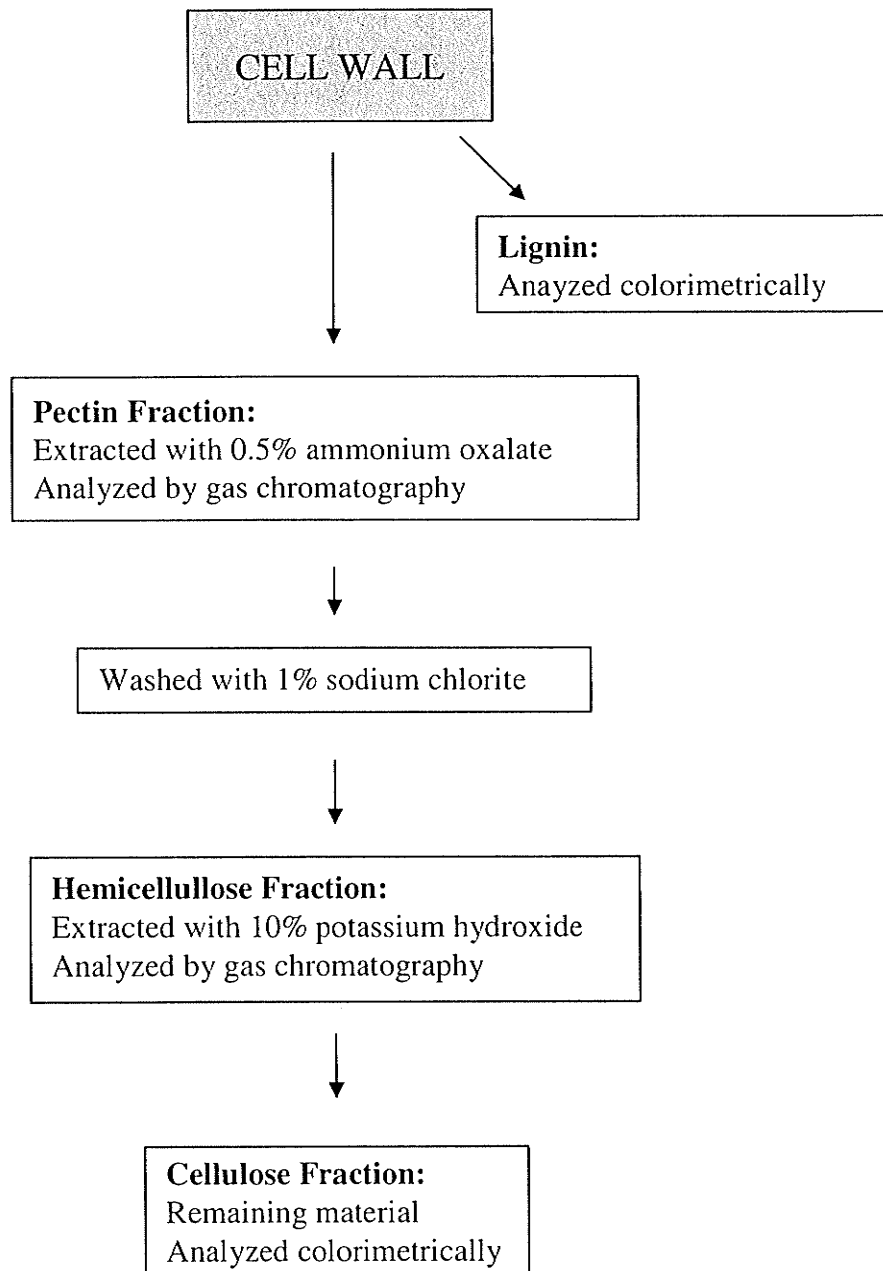 CELL WALL
Lignin:
Anayzed colorimetrically
Pectin Fraction:
Extracted with 0.5% ammonium oxalate
Analyzed by gas chromatography
Washed with 1% sodium chlorite
Hemicellullose Fraction:
Extracted with 10% potassium hydroxide
Analyzed by gas chromatography
Cellulose Fraction:
Remaining material
Analyzed colorimetrically